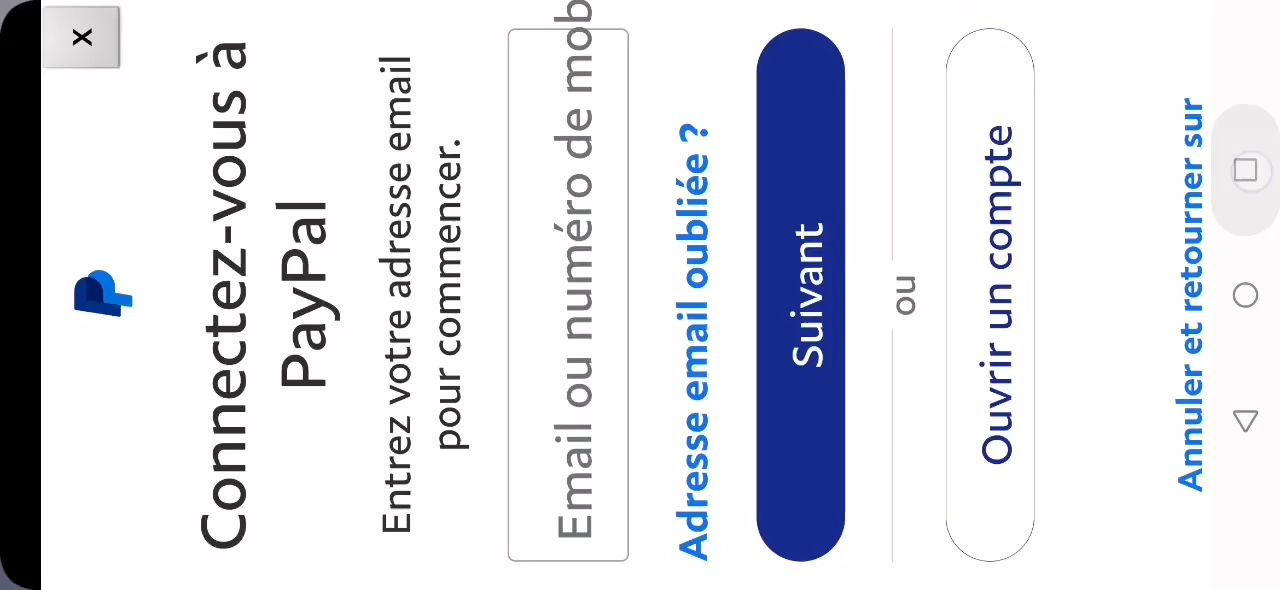 x
Connectez-vous à
PayPal
Entrez votre adresse email
pour commencer.
Email ou numéro de mob
Adresse email oubliée ?
Suivant
ou
Ouvrir un compte
Annuler et retourner sur